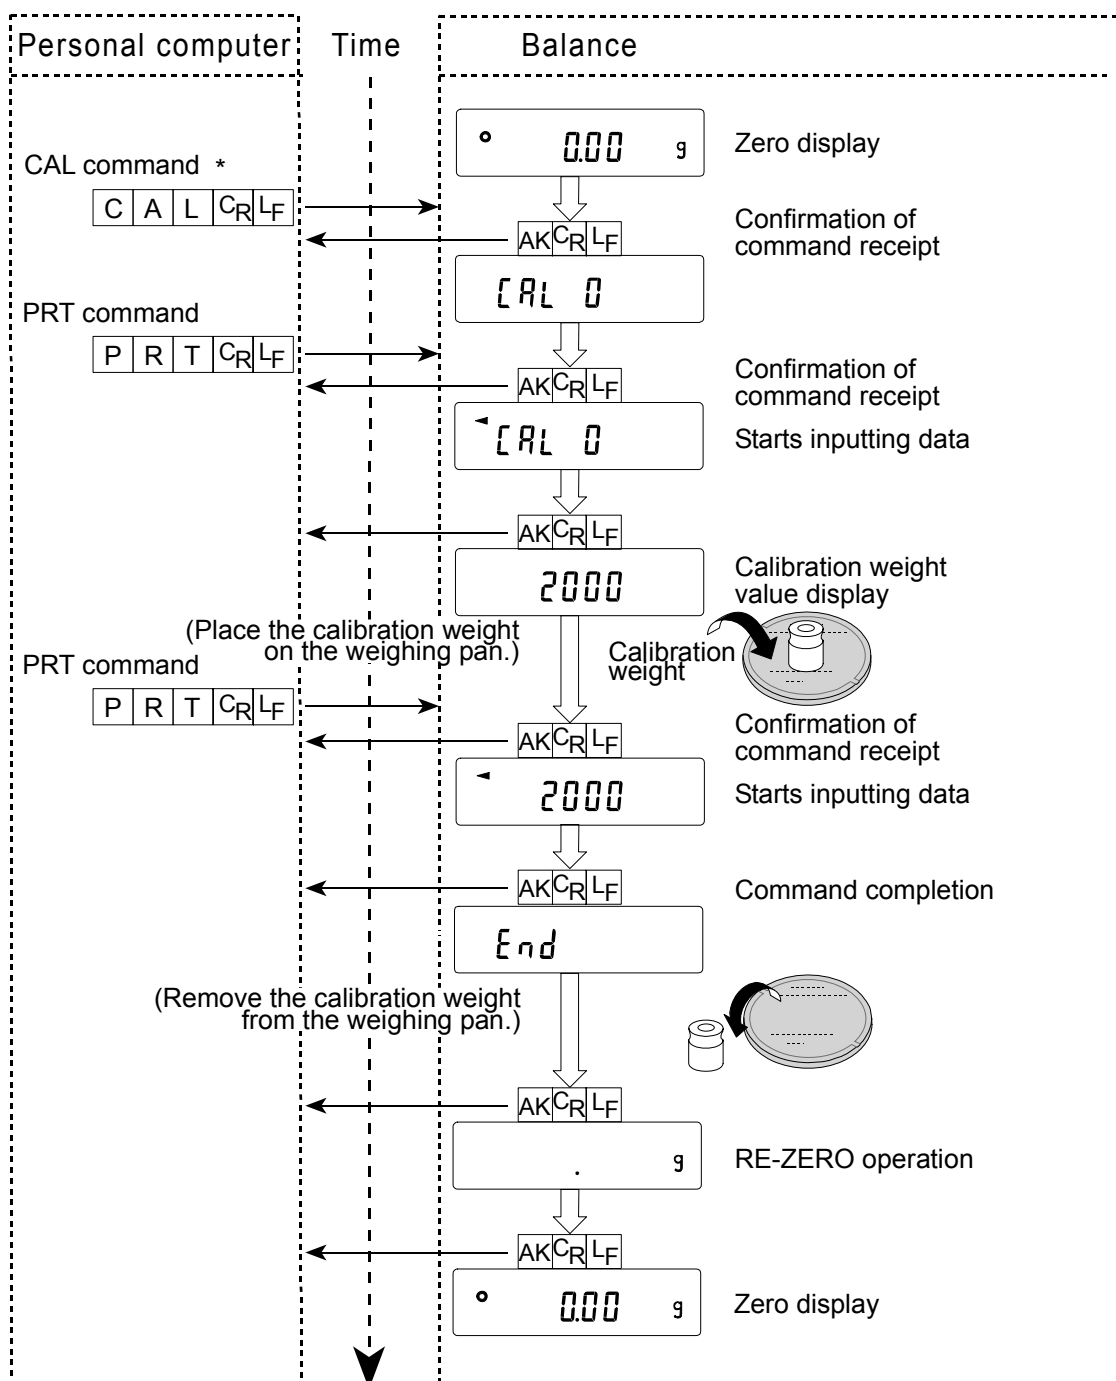 Personal computer Time Balance
0.00 g Zero display
CAL command *
C A L CR LF
AK CR LF Confirmation of
command receipt
CAL 0
PRT command
P R T CR LF
AK CR LF Confirmation of
command receipt
CAL 0 Starts inputting data
AK CR LF
2000 Calibration weight
value display
(Place the calibration weight
on the weighing pan.)
Calibration
weight
PRT command
P R T CR LF
AK CR LF Confirmation of
command receipt
2000 Starts inputting data
AK CR LF Command completion
End
(Remove the calibration weight
from the weighing pan.)
AK CR LF
. g RE-ZERO operation
AK CR LF
0.00 g Zero display